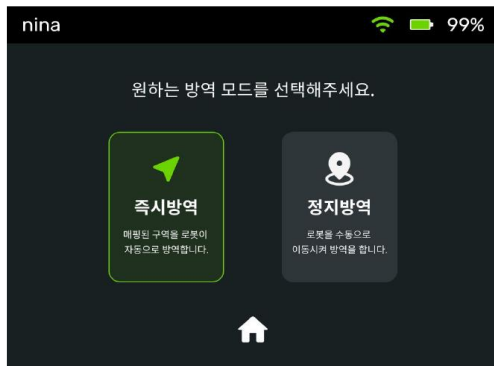 nina 99%
원하는 방역 모드를 선택해주세요.
즉시방역
매핑된 구역을 로봇이
자동으로 방역합니다.
정지방역
로봇을 수동으로
이동시켜 방역을 합니다.